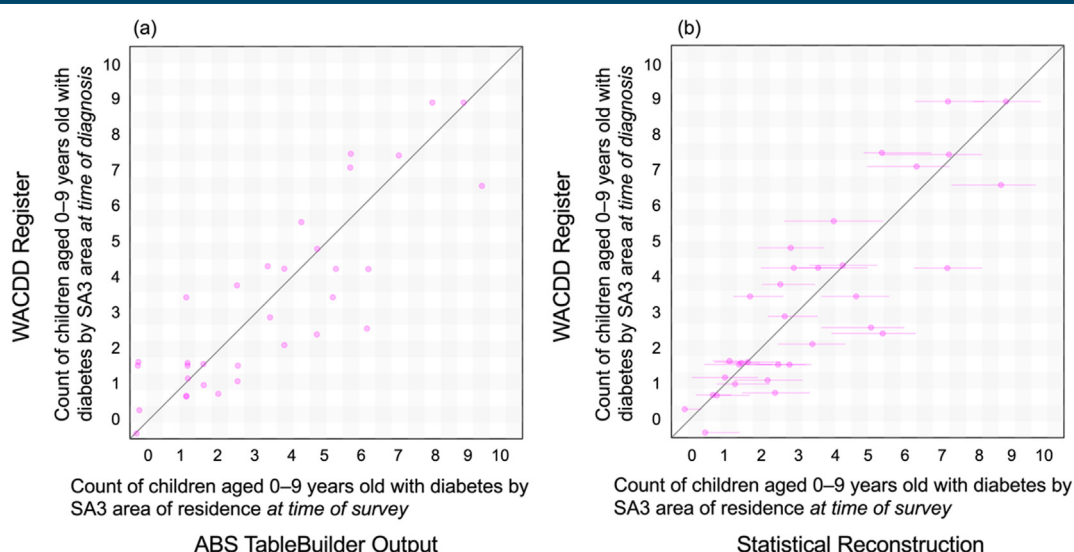 (a)
WACDD Register
Count of children aged 0–9 years old with
diabetes by SA3 area at time of diagnosis
10
9
8
7
6
5
4
3
2
1
0
0 1 2 3 4 5 6 7 8 9 10
Count of children aged 0–9 years old with diabetes by
SA3 area of residence at time of survey
ABS TableBuilder Output
(b)
WACDD Register
Count of children aged 0–9 years old with
diabetes by SA3 area at time of diagnosis
10
9
8
7
6
5
4
3
2
1
0
0 1 2 3 4 5 6 7 8 9 10
Count of children aged 0–9 years old with diabetes by
SA3 area of residence at time of survey
Statistical Reconstruction